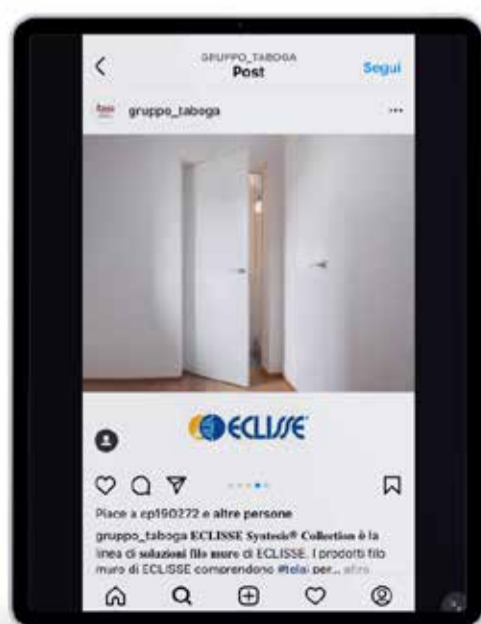 GRUPPO_TABOGA
Post
Segui
gruppo_taboga
ECLISSE
Piace a cp190272 e altre persone
gruppo_taboga ECLISSE Syntesis® Collection è la
linea di soluzioni filo muro di ECLISSE. I prodotti filo
muro di ECLISSE comprendono #telai per... altro